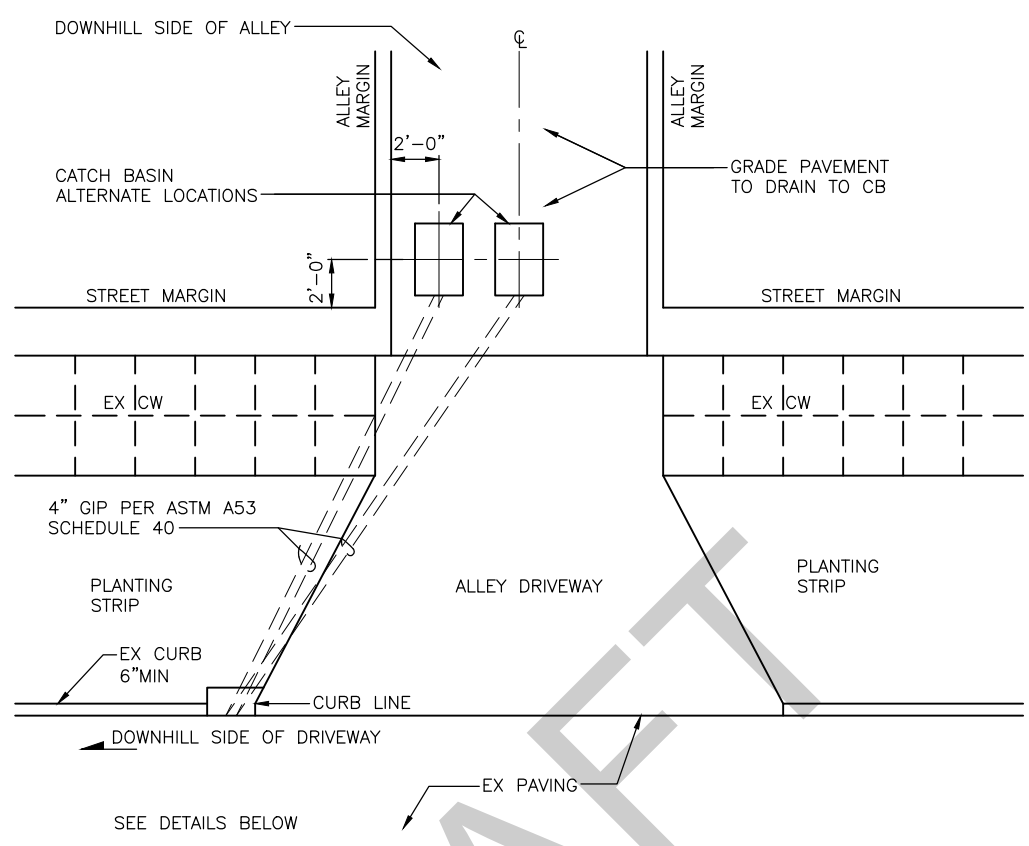 DOWNHILL SIDE OF ALLEY
℄
ALLEY
MARGIN
ALLEY
MARGIN
2'-0"
CATCH BASIN
ALTERNATE LOCATIONS
GRADE PAVEMENT
TO DRAIN TO CB
2'-0"
STREET MARGIN
STREET MARGIN
EX CW
EX CW
4" GIP PER ASTM A53
SCHEDULE 40
PLANTING
STRIP
ALLEY DRIVEWAY
PLANTING
STRIP
EX CURB
6"MIN
CURB LINE
DOWNHILL SIDE OF DRIVEWAY
EX PAVING
SEE DETAILS BELOW